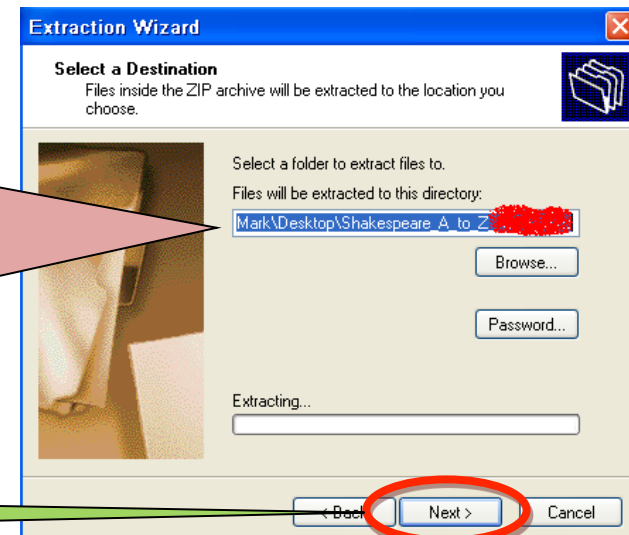 Extraction Wizard
Select a Destination
Files inside the ZIP archive will be extracted to the location you
choose.
Select a folder to extract files to.
Files will be extracted to this directory:
Mark\Desktop\Shakespeare_A_to_Z
Browse...
Password...
Extracting...
< Back Next > Cancel